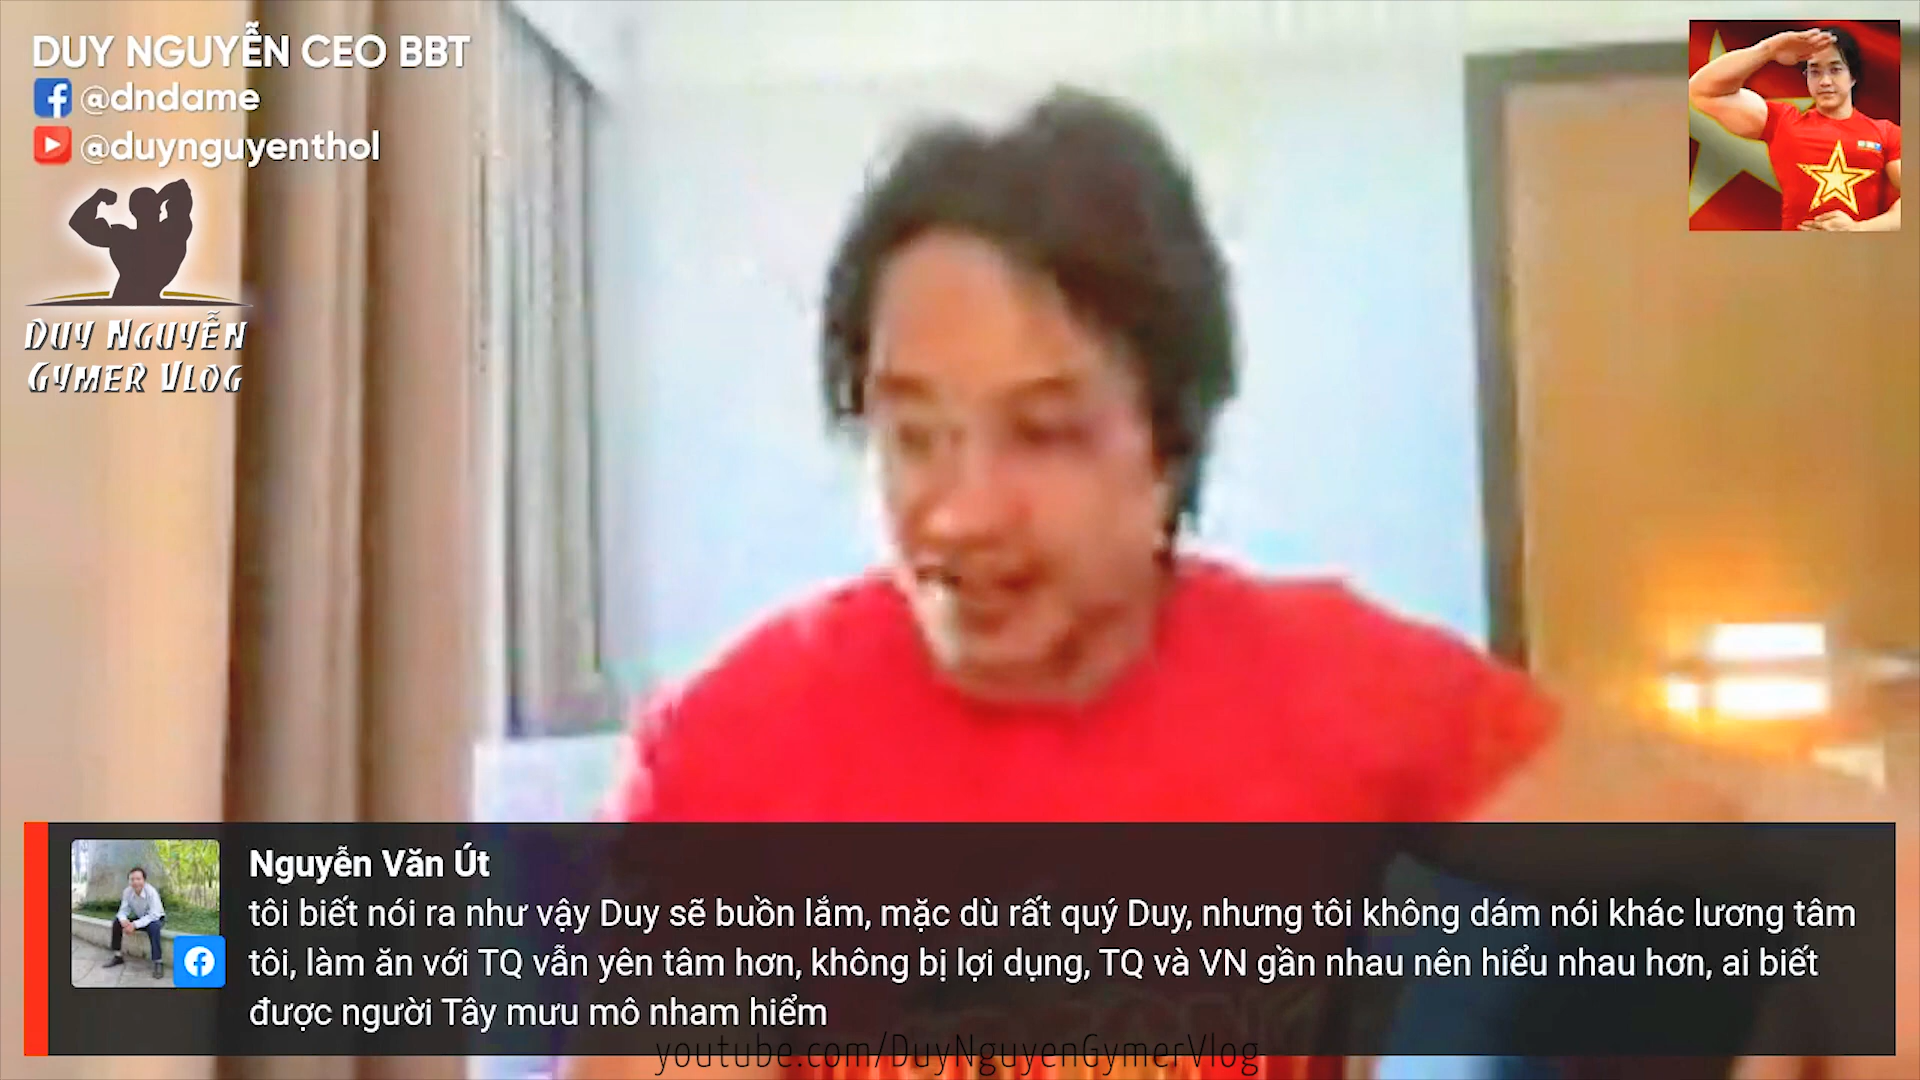 DUY NGUYỄN CEO BBT
@dndame
@duynguyenthol
DUY NGUYỄN
GYMER VLOG
Nguyễn Văn Út
tôi biết nói ra như vậy Duy sẽ buồn lắm, mặc dù rất quý Duy, nhưng tôi không dám nói khác lương tâm
tôi, làm ăn với TQ vẫn yên tâm hơn, không bị lợi dụng, TQ và VN gần nhau nên hiểu nhau hơn, ai biết
được người Tây mưu mô nham hiểm
youtube.com/DuyNguyenGymerVlog